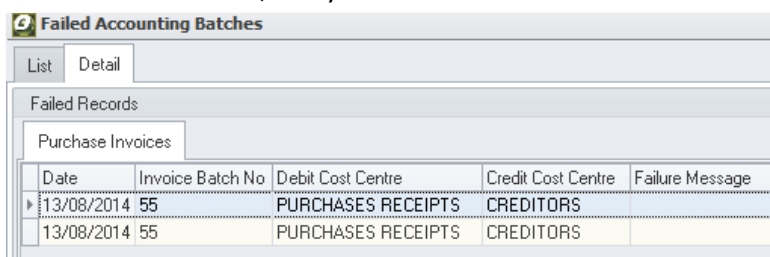 Failed Accounting Batches
List Detail
Failed Records
Purchase Invoices
Date Invoice Batch No Debit Cost Centre Credit Cost Centre Failure Message
13/08/2014 55 PURCHASES RECEIPTS CREDITORS
13/08/2014 55 PURCHASES RECEIPTS CREDITORS